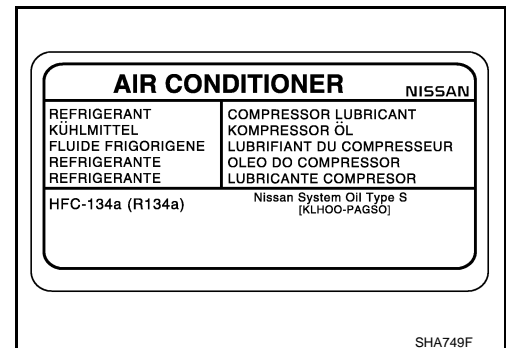 AIR CONDITIONER NISSAN
REFRIGERANT COMPRESSOR LUBRICANT
KÜHLMITTEL KOMPRESSOR ÖL
FLUIDE FRIGORIGENE LUBRIFIANT DU COMPRESSEUR
REFRIGERANTE OLEO DO COMPRESSOR
REFRIGERANTE LUBRICANTE COMPRESOR
HFC-134a (R134a) Nissan System Oil Type S
[KLHOO-PAGSO]
SHA749F